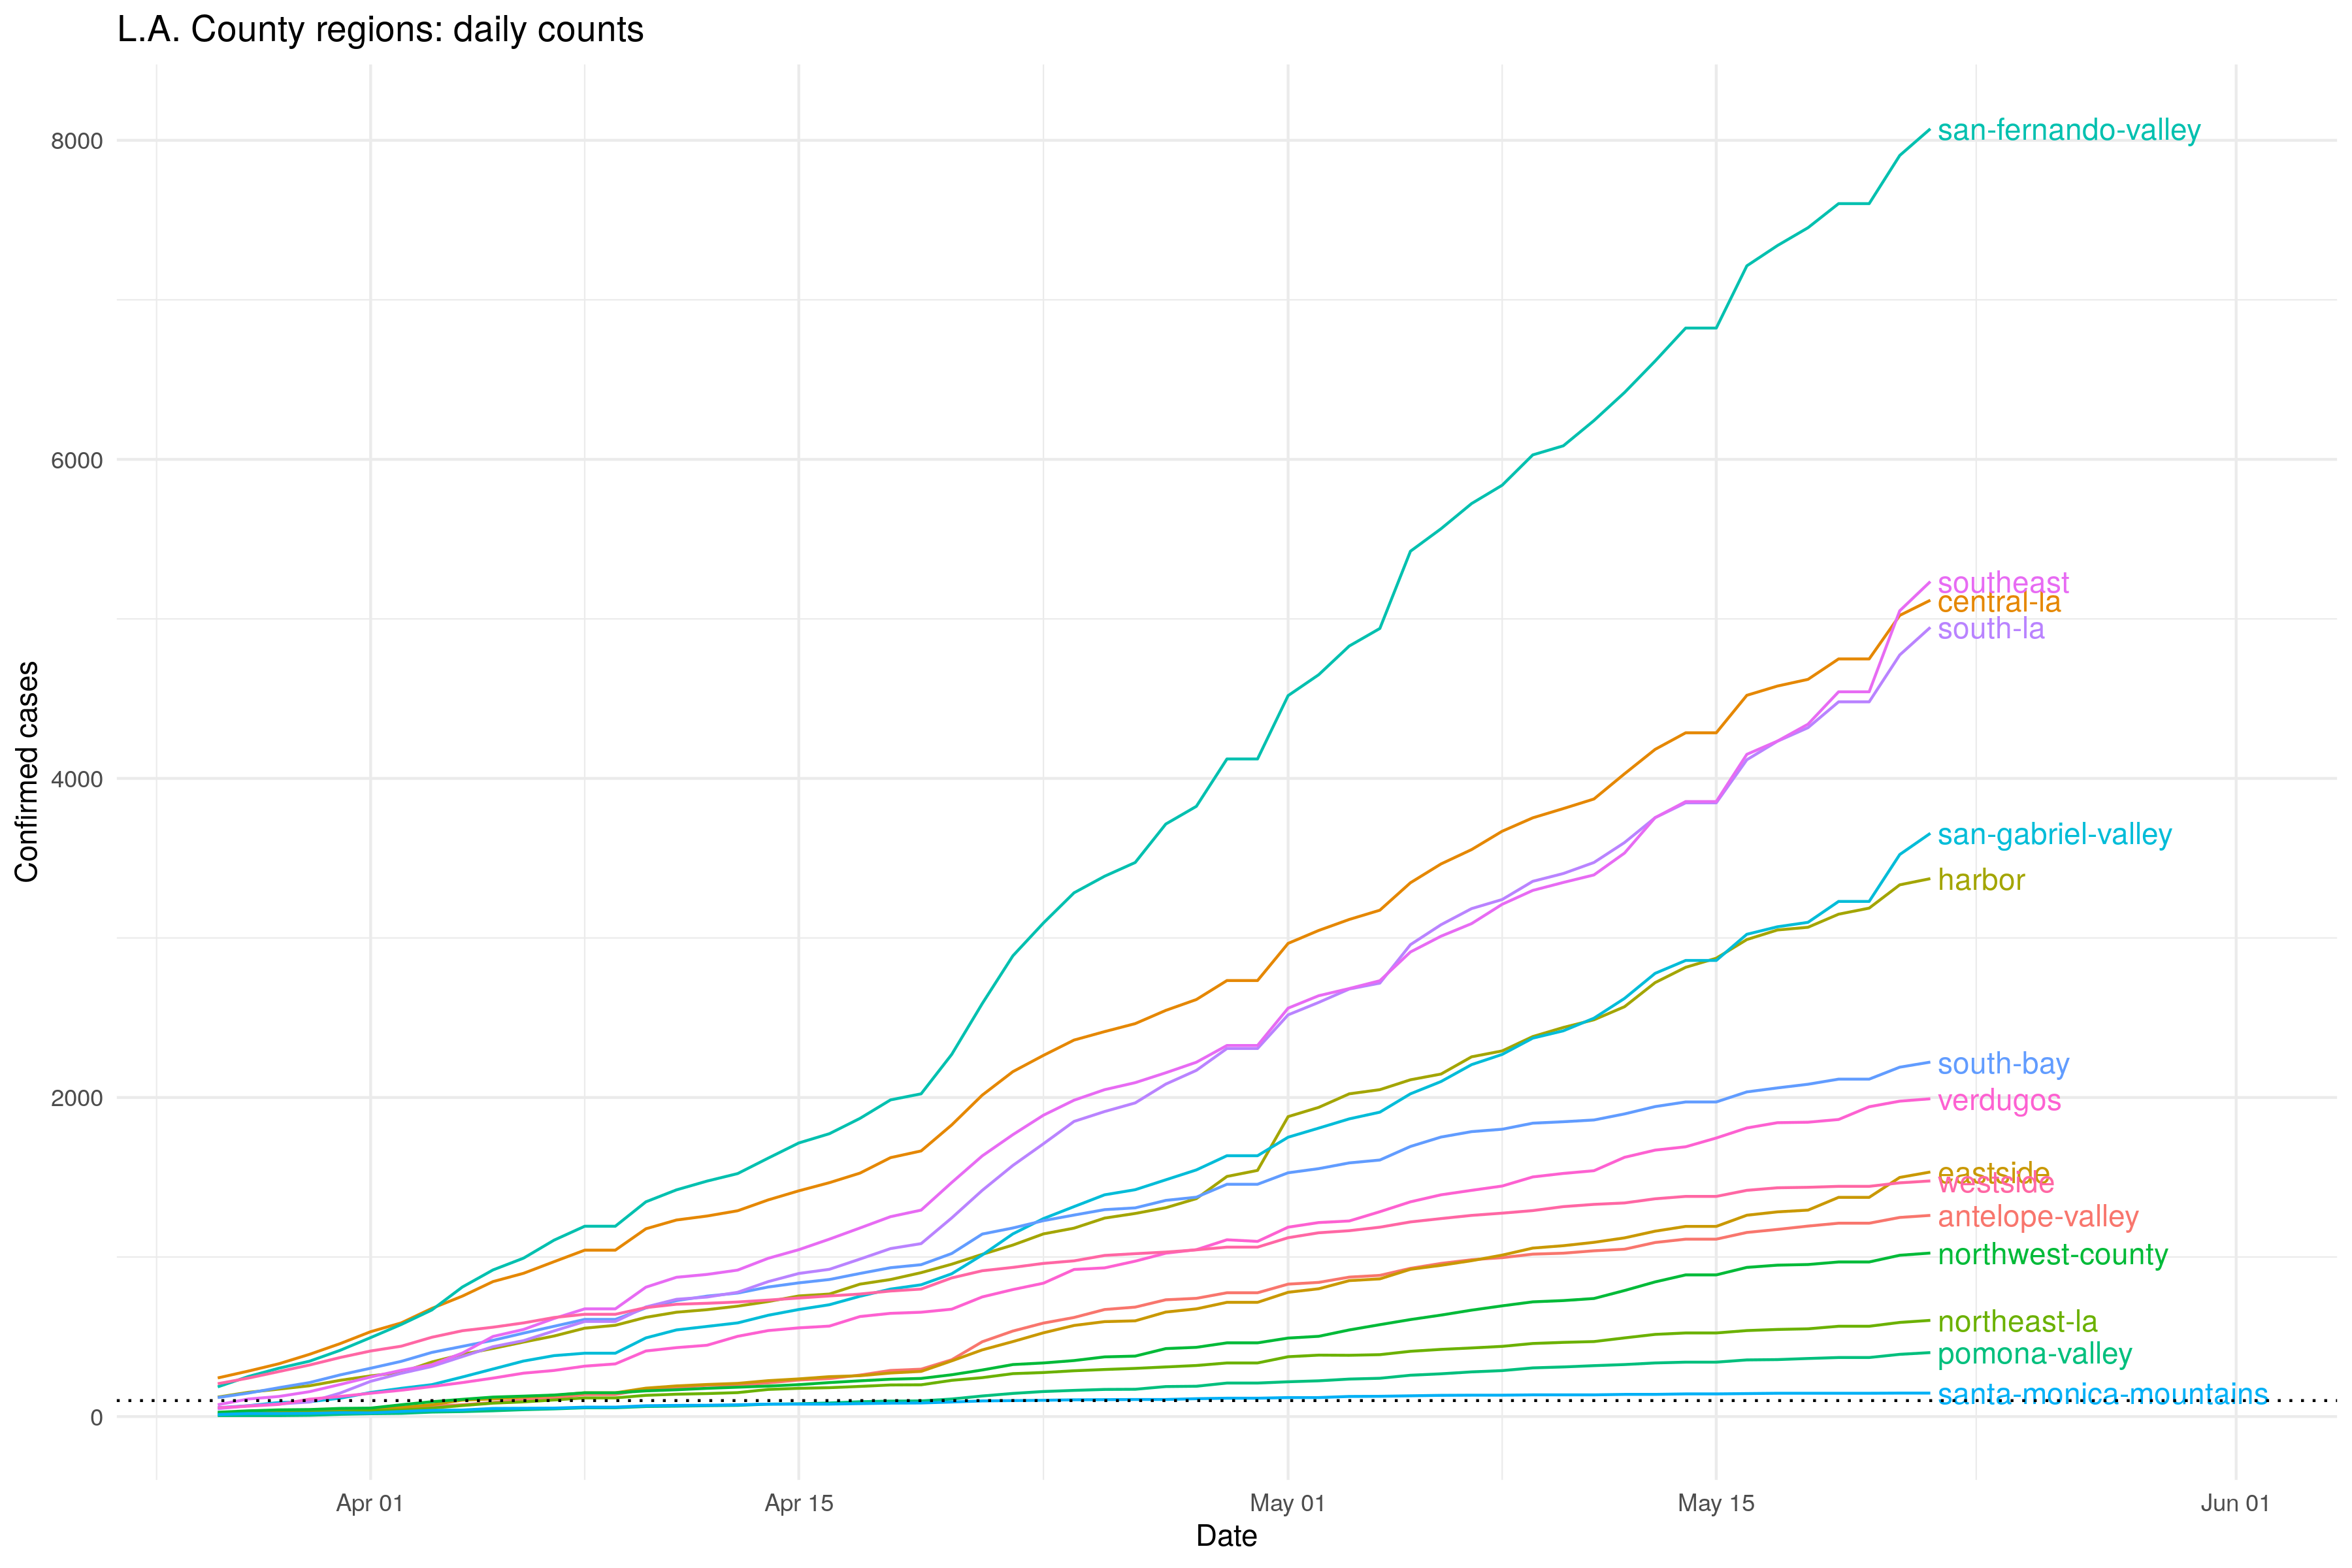 L.A. County regions: daily counts
8000
6000
4000
2000
0
Confirmed cases
san-fernando-valley
southeast
central-la
south-la
san-gabriel-valley
harbor
south-bay
verdugos
eastside
westside
antelope-valley
northwest-county
northeast-la
pomona-valley
santa-monica-mountains
Apr 01
Apr 15
May 01
May 15
Jun 01
Date